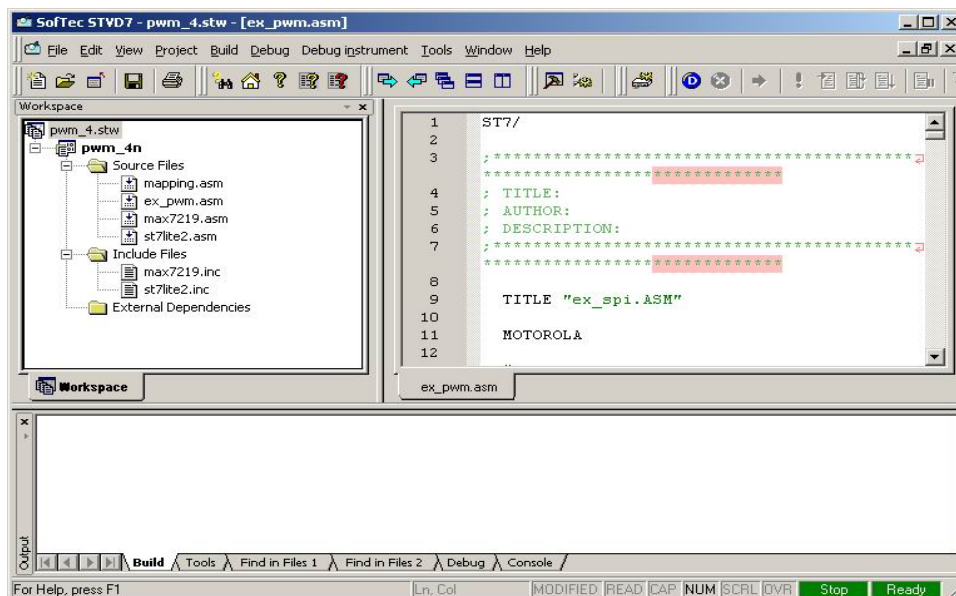 SofTec STVD7 - pwm_4.stw - [ex_pwm.asm]
File Edit View Project Build Debug Debug instrument Tools Window Help
Workspace
pwm_4.stw
pwm_4n
Source Files
mapping.asm
ex_pwm.asm
max7219.asm
st7lite2.asm
Include Files
max7219.inc
st7lite2.inc
External Dependencies
Workspace
1 ST7/
2
3 ;******************************************
*****************************
4 ; TITLE:
5 ; AUTHOR:
6 ; DESCRIPTION:
7 ;******************************************
*****************************
8
9 TITLE "ex_spi.ASM"
10
11 MOTOROLA
12
ex_pwm.asm
Output
Build Tools Find in Files 1 Find in Files 2 Debug Console
For Help, press F1 Ln, Col MODIFIED READ CAP NUM SCRL OVR Stop Ready